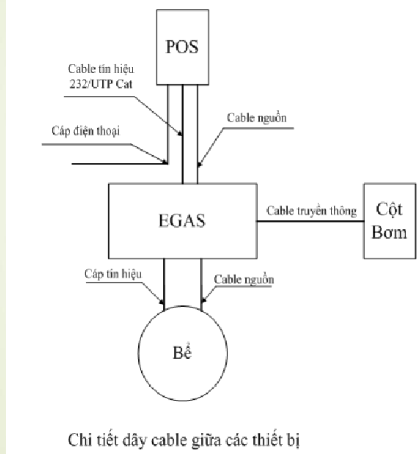 POS
Cable tín hiệu
232/UTP Cat
Cable nguồn
Cáp điện thoại
EGAS
Cable truyền thông
Cột
Bơm
Cáp tín hiệu
Cable nguồn
Bể
Chi tiết dây cable giữa các thiết bị